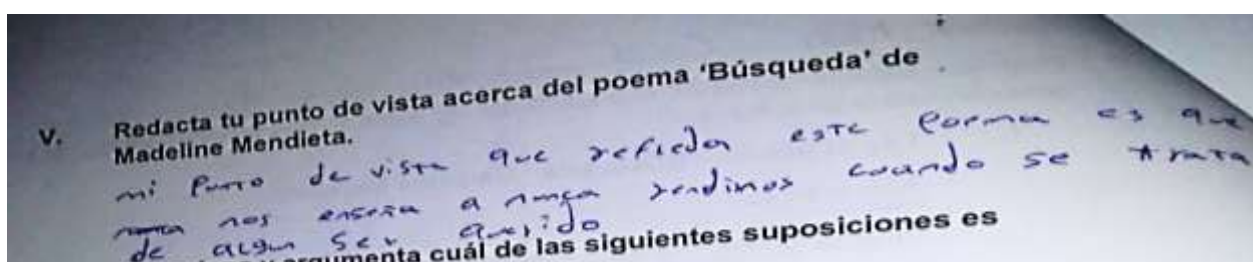 V. Redacta tu punto de vista acerca del poema 'Búsqueda' de
Madeline Mendieta.
mi Punto de vista que refieda este Poema es que
nos enseña a nunca rendimos cuando se trata
de algun ser querido
argumenta cuál de las siguientes suposiciones es